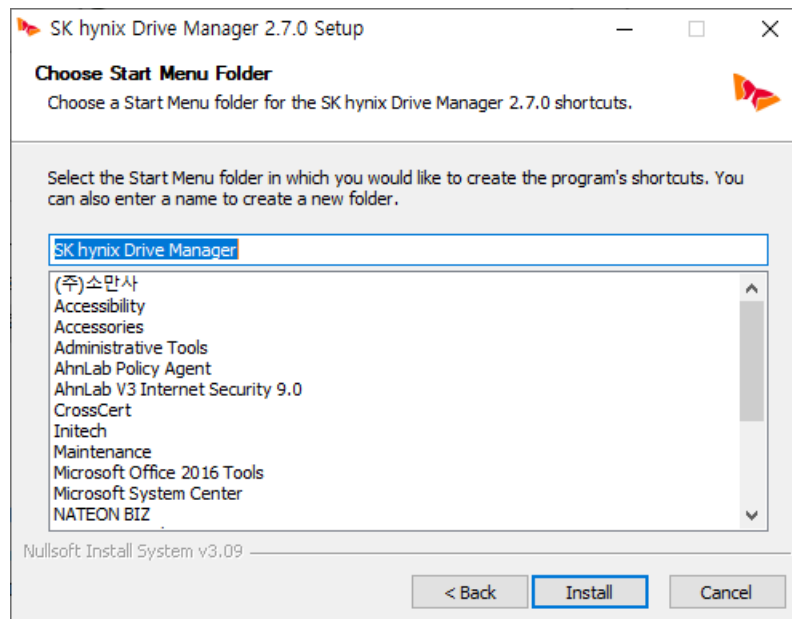 SK hynix Drive Manager 2.7.0 Setup
Choose Start Menu Folder
Choose a Start Menu folder for the SK hynix Drive Manager 2.7.0 shortcuts.
Select the Start Menu folder in which you would like to create the program's shortcuts. You
can also enter a name to create a new folder.
SK hynix Drive Manager
(주)소만사
Accessibility
Accessories
Administrative Tools
AhnLab Policy Agent
AhnLab V3 Internet Security 9.0
CrossCert
Initech
Maintenance
Microsoft Office 2016 Tools
Microsoft System Center
NATEON BIZ
Nullsoft Install System v3.09
< Back
Install
Cancel